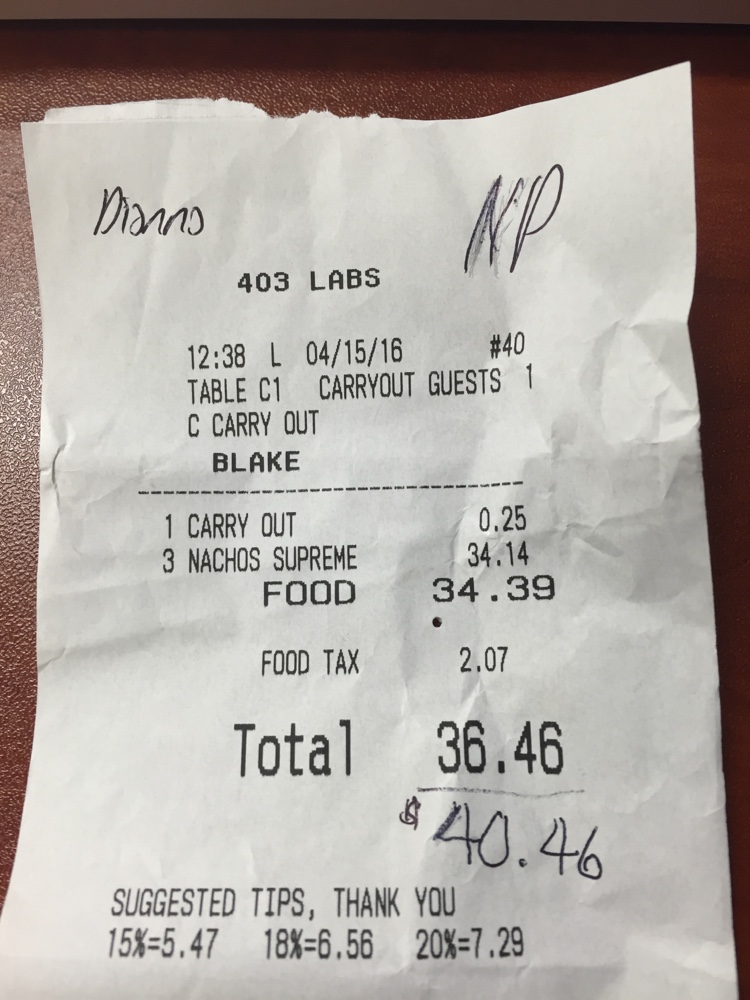 Dianna NP
403 LABS
12:38 L 04/15/16 #40
TABLE C1 CARRYOUT GUESTS 1
C CARRY OUT
BLAKE
1 CARRY OUT 0.25
3 NACHOS SUPREME 34.14
FOOD 34.39
FOOD TAX 2.07
Total 36.46
$ 40.46
SUGGESTED TIPS, THANK YOU
15%=5.47 18%=6.56 20%=7.29